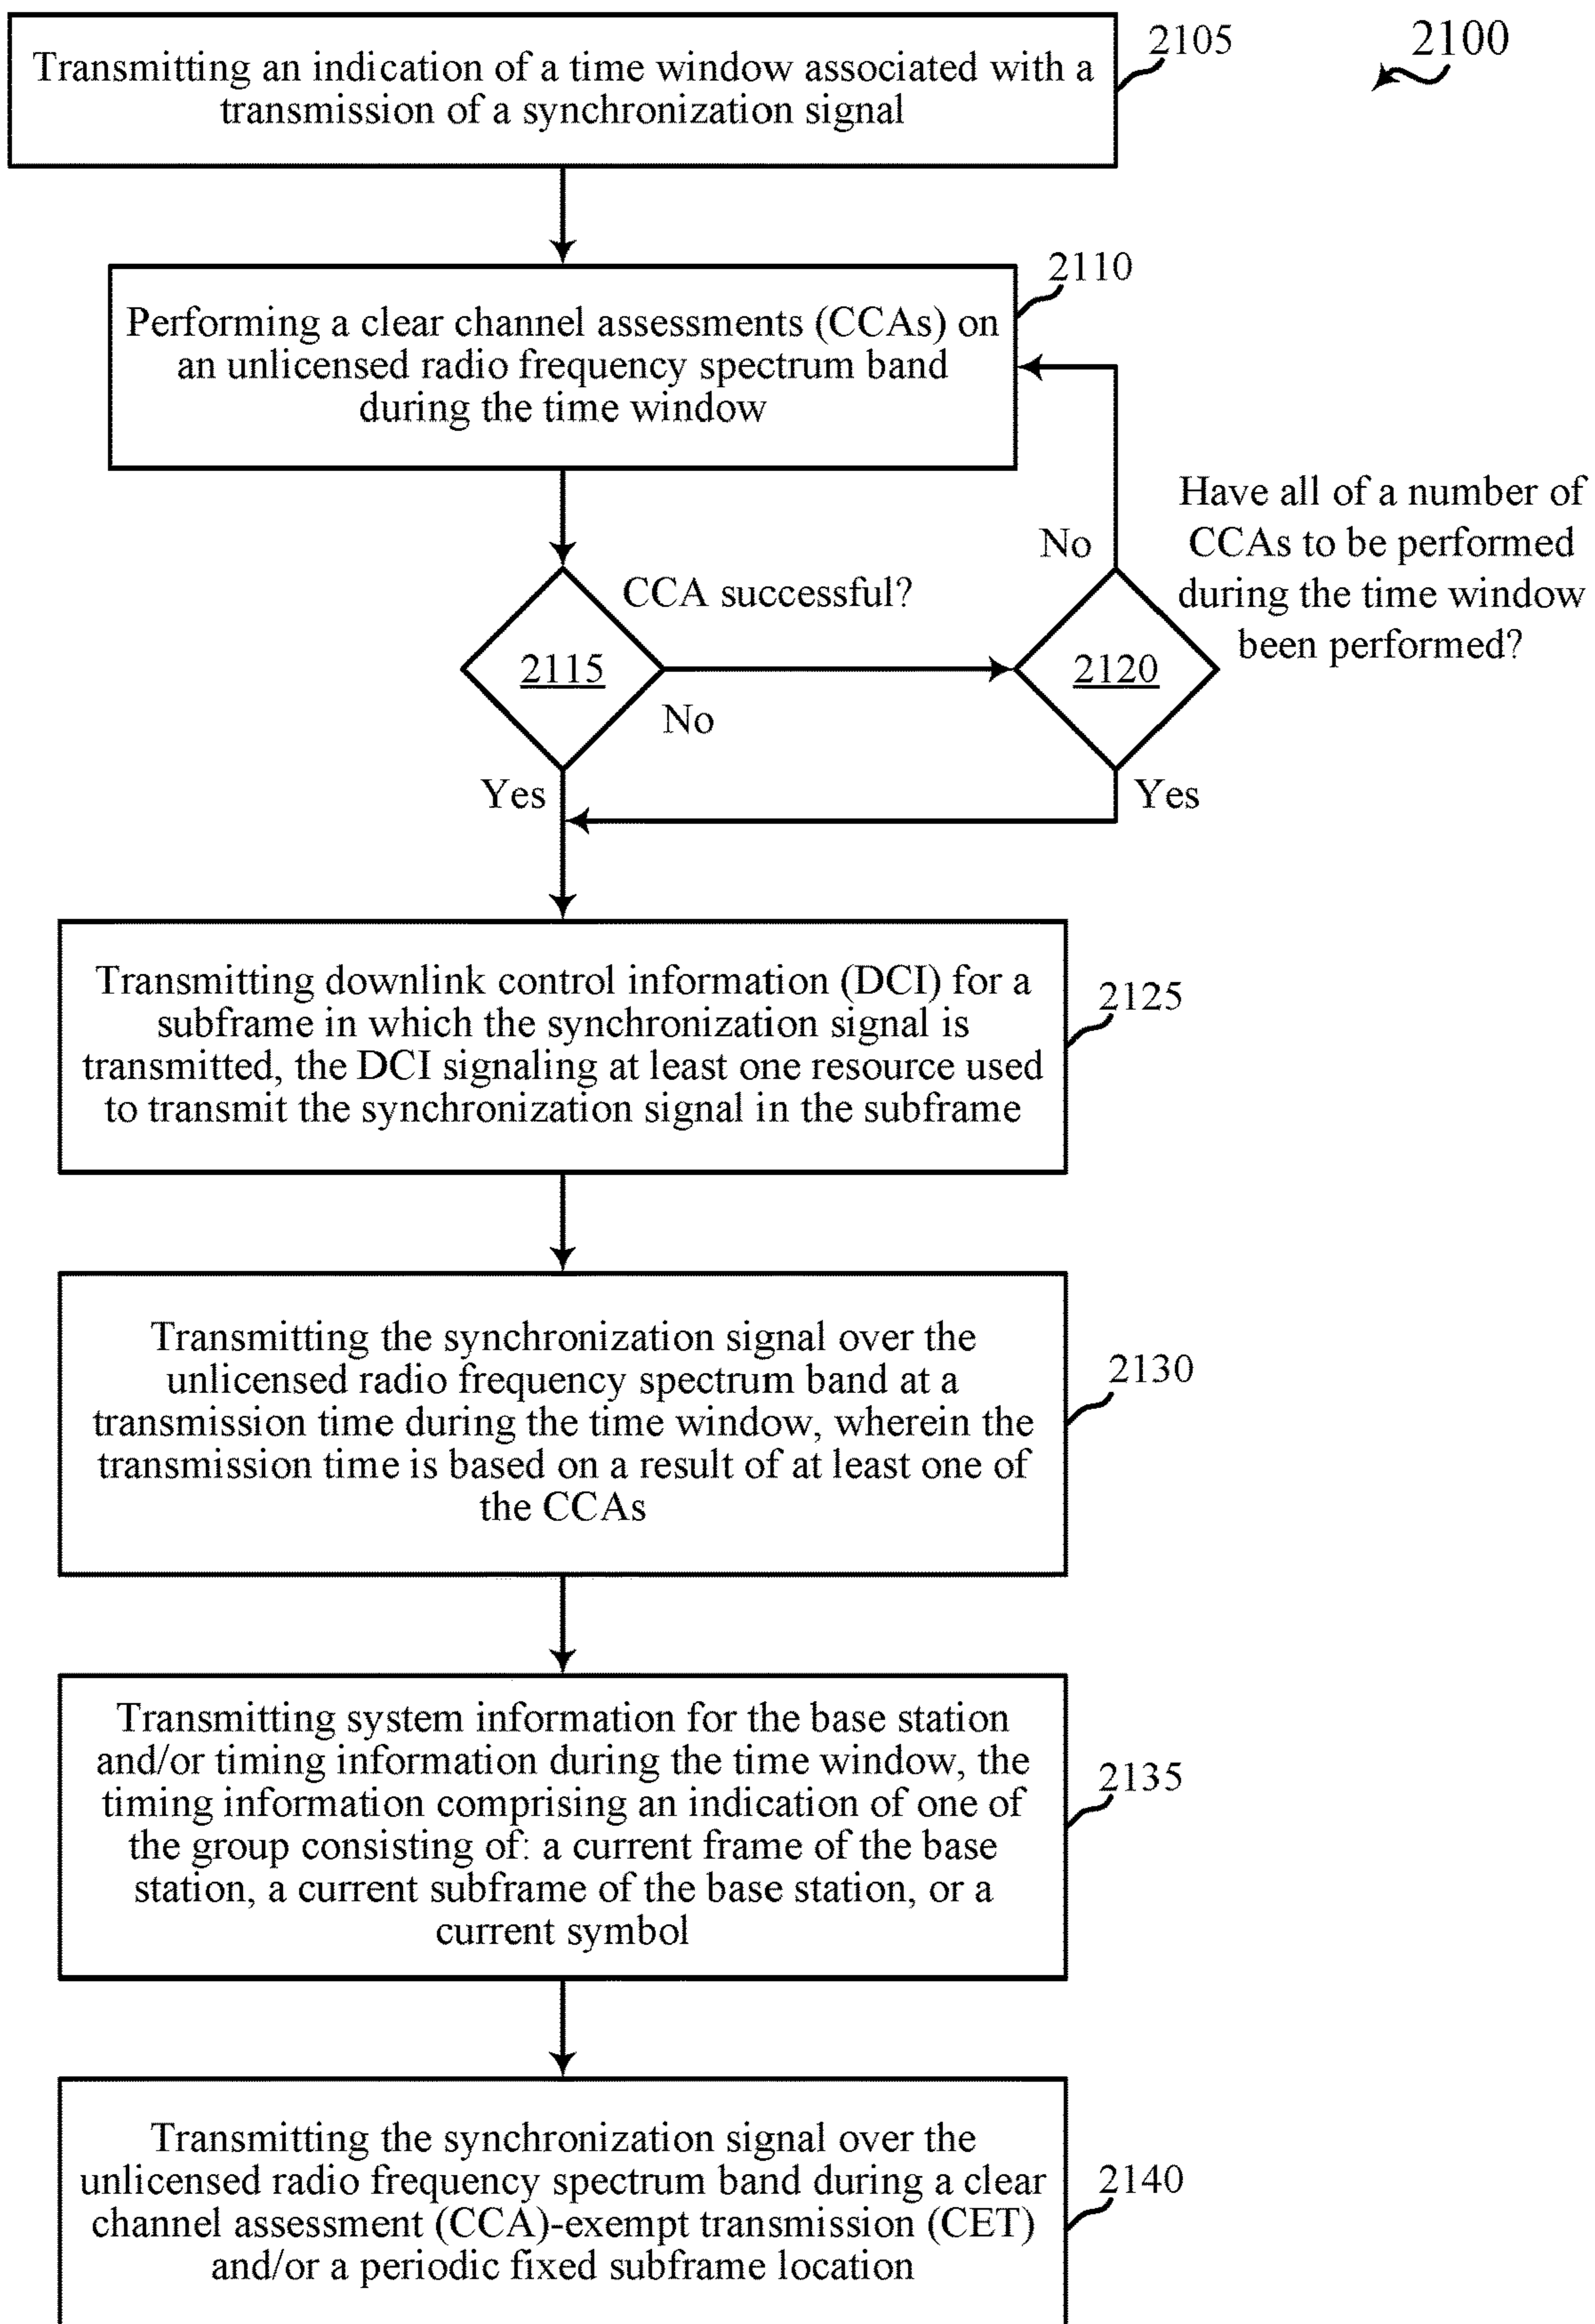 2100
2105
Transmitting an indication of a time window associated with a
transmission of a synchronization signal
2110
Performing a clear channel assessments (CCAs) on
an unlicensed radio frequency spectrum band
during the time window
CCA successful?
2115
No
Yes
Have all of a number of
CCAs to be performed
during the time window
been performed?
No
2120
Yes
2125
Transmitting downlink control information (DCI) for a
subframe in which the synchronization signal is
transmitted, the DCI signaling at least one resource used
to transmit the synchronization signal in the subframe
2130
Transmitting the synchronization signal over the
unlicensed radio frequency spectrum band at a
transmission time during the time window, wherein the
transmission time is based on a result of at least one of
the CCAs
2135
Transmitting system information for the base station
and/or timing information during the time window, the
timing information comprising an indication of one of
the group consisting of: a current frame of the base
station, a current subframe of the base station, or a
current symbol
2140
Transmitting the synchronization signal over the
unlicensed radio frequency spectrum band during a clear
channel assessment (CCA)-exempt transmission (CET)
and/or a periodic fixed subframe location